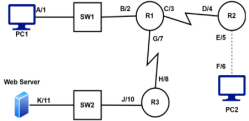 A/1
B/2
C/3
D/4
SW1
R1
R2
PC1
G/7
E/5
F/6
Web Server
H/8
K/11
J/10
SW2
R3
PC2